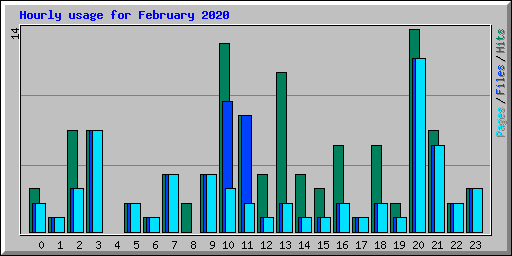 Hourly usage for February 2020
14
Pages / Files / Hits
0 1 2 3 4 5 6 7 8 9 10 11 12 13 14 15 16 17 18 19 20 21 22 23